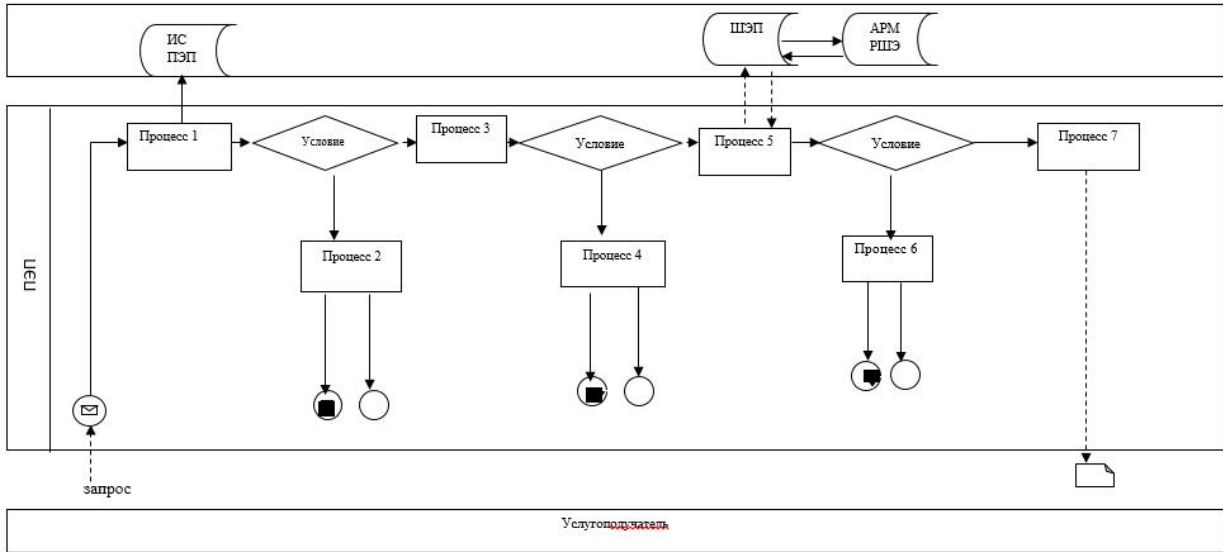 ИС
ПЭП
ШЭП
АРМ
РШЭ
Процесс 1
Условие
Процесс 3
Условие
Процесс 5
Условие
Процесс 7
Процесс 2
Процесс 4
Процесс 6
ПЭП
запрос
Услугополучатель